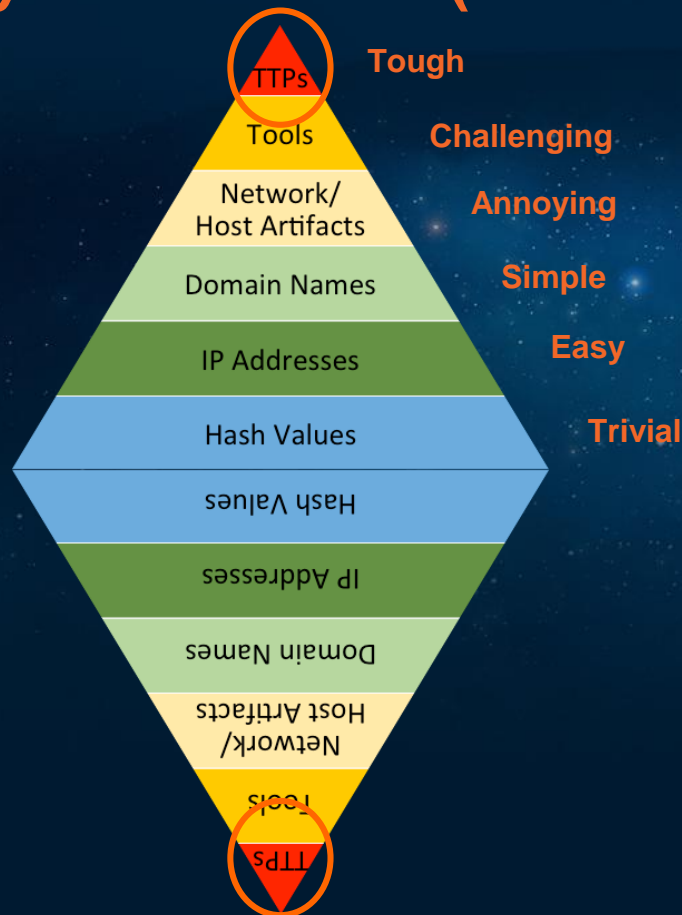 TTPs
Tough
Tools
Challenging
Network/
Host Artifacts
Annoying
Domain Names
Simple
IP Addresses
Easy
Hash Values
Trivial
Hash Values
IP Addresses
Domain Names
Network/
Host Artifacts
Tools
TTPs